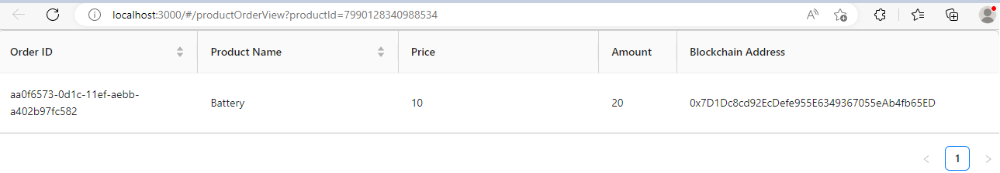 localhost:3000/#/productOrderView?productId=7990128340988534
Order ID Product Name Price Amount Blockchain Address
aa0f6573-0d1c-11ef-aebb-
a402b97fc582
Battery 10 20 0x7D1Dc8cd92EcDefe955E6349367055eAb4fb65ED
1